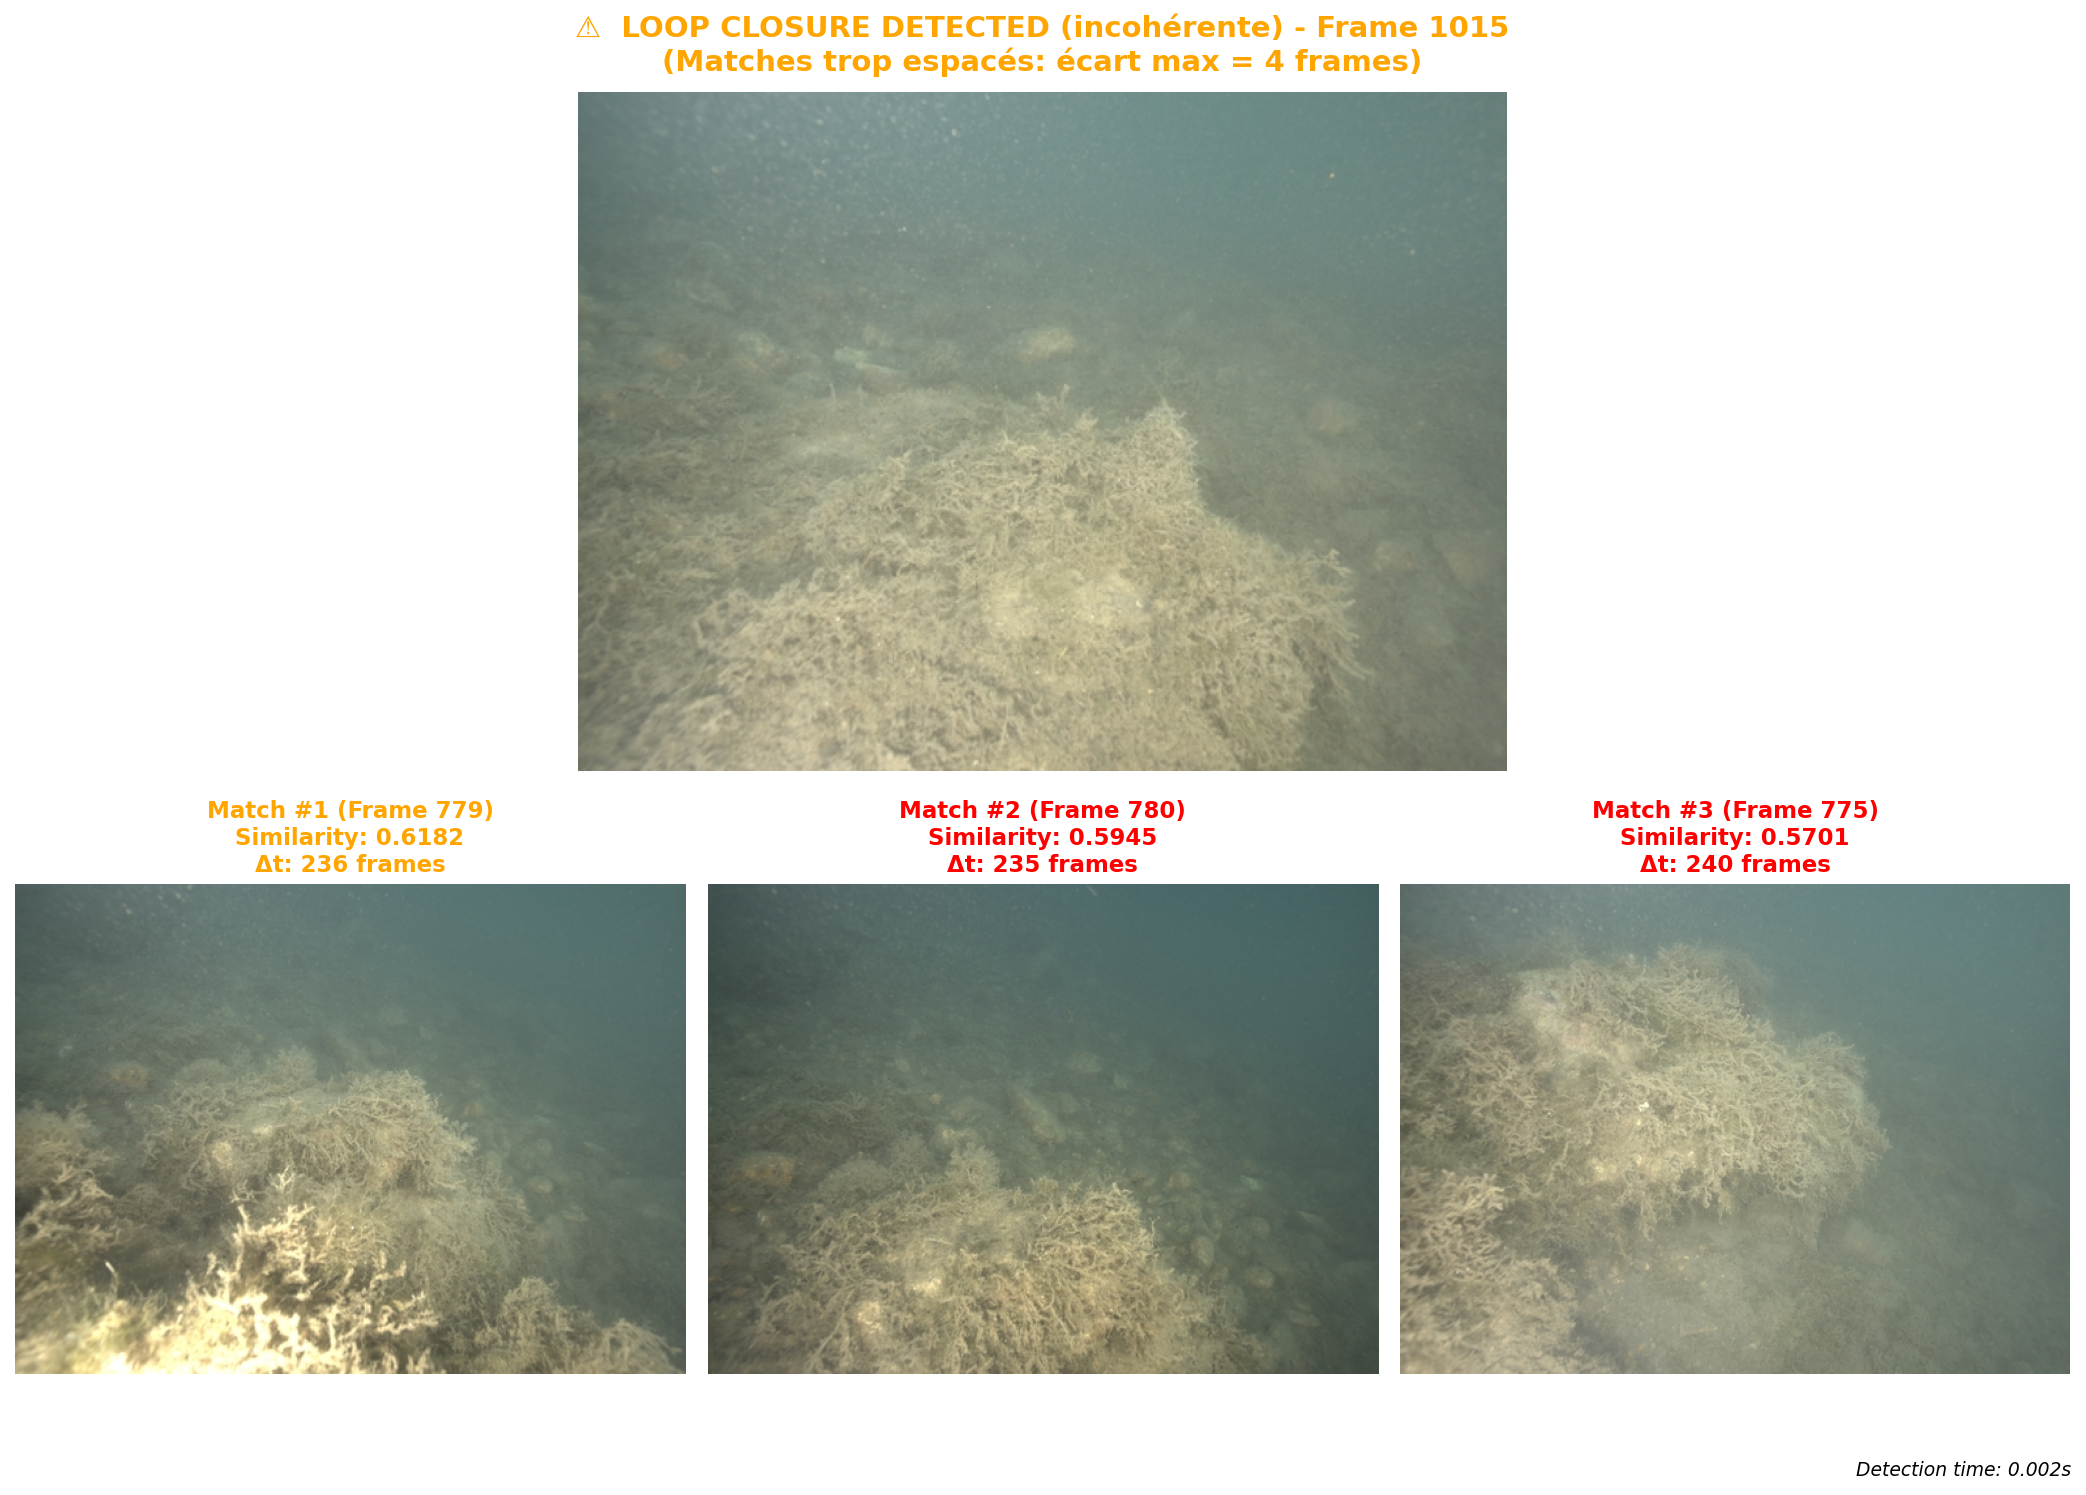 ⚠ LOOP CLOSURE DETECTED (incohérente) - Frame 1015
(Matches trop espacés: écart max = 4 frames)
Match #1 (Frame 779)
Similarity: 0.6182
Δt: 236 frames
Match #2 (Frame 780)
Similarity: 0.5945
Δt: 235 frames
Match #3 (Frame 775)
Similarity: 0.5701
Δt: 240 frames
Detection time: 0.002s